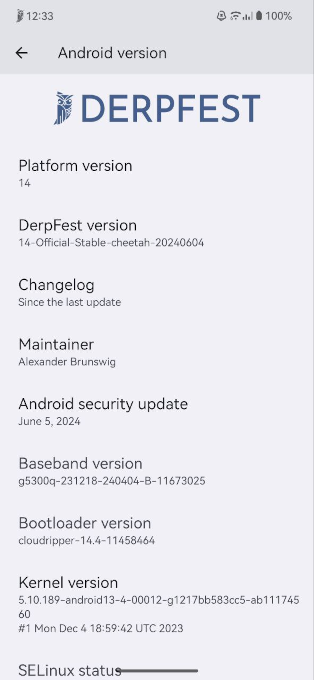 12:33
100%
Android version
DERPFEST
Platform version
14
DerpFest version
14-Official-Stable-cheetah-20240604
Changelog
Since the last update
Maintainer
Alexander Brunswig
Android security update
June 5, 2024
Baseband version
g5300q-231218-240404-B-11673025
Bootloader version
cloudripper-14.4-11458464
Kernel version
5.10.189-android13-4-00012-g1217bb583cc5-ab111745
60
#1 Mon Dec 4 18:59:42 UTC 2023
SELinux status